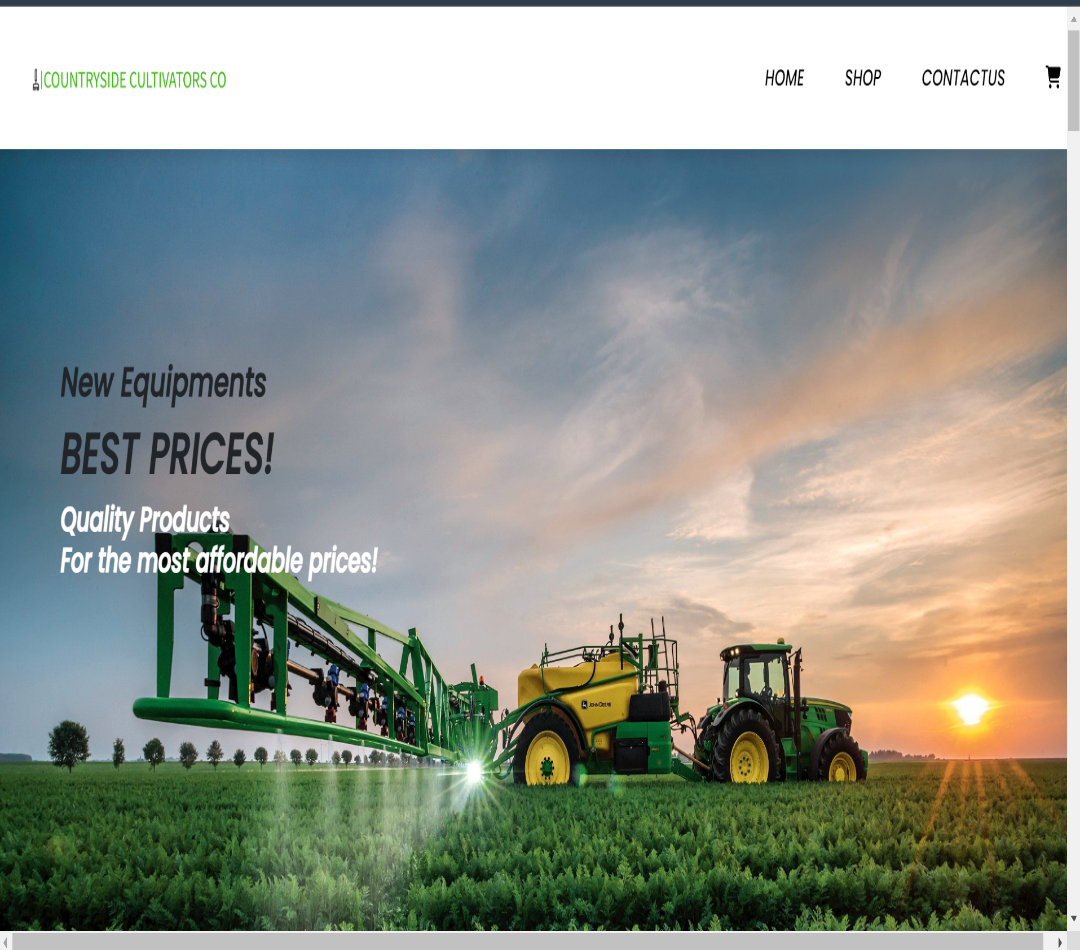 COUNTRYSIDE CULTIVATORS CO
HOME SHOP CONTACTUS
New Equipments
BEST PRICES!
Quality Products
For the most affordable prices!
JOHN DEERE